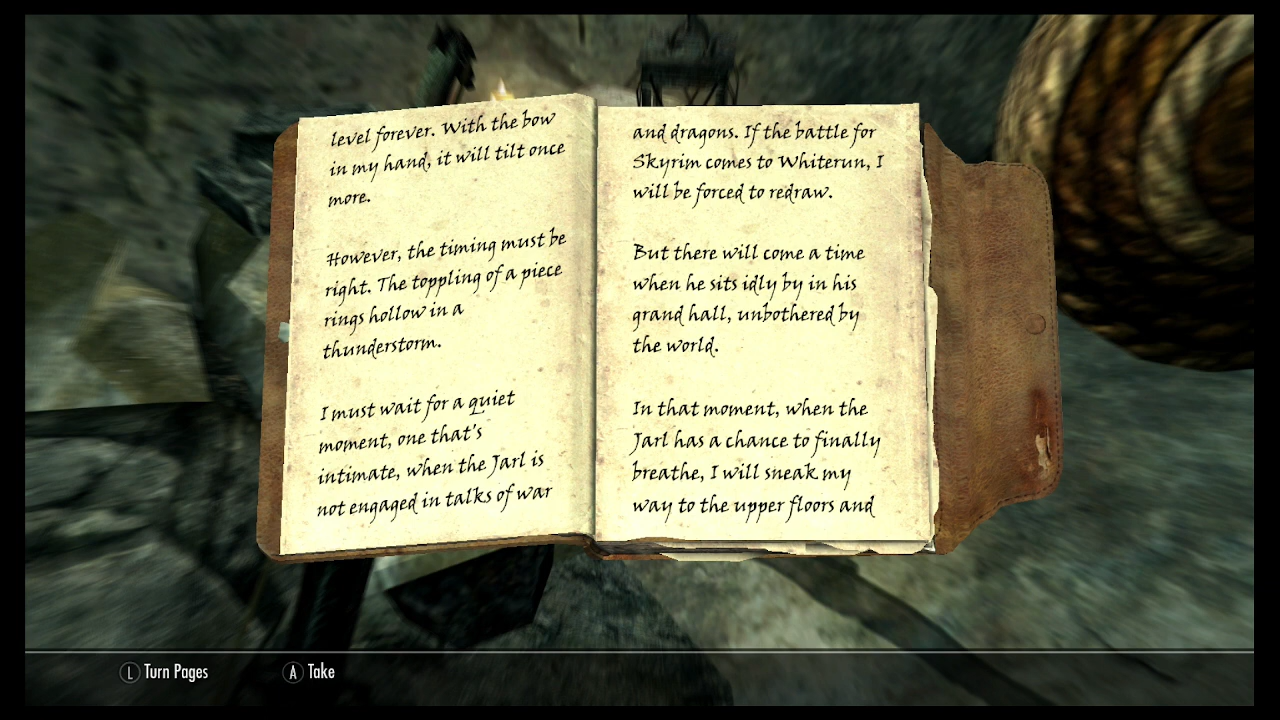 level forever. With the bow
in my hand, it will tilt once
more.
However, the timing must be
right. The toppling of a piece
rings hollow in a
thunderstorm.
I must wait for a quiet
moment, one that's
intimate, when the Jarl is
not engaged in talks of war
and dragons. If the battle for
Skyrim comes to Whiterun, I
will be forced to redraw.
But there will come a time
when he sits idly by in his
grand hall, unbothered by
the world.
In that moment, when the
Jarl has a chance to finally
breathe, I will sneak my
way to the upper floors and
L Turn Pages
A Take